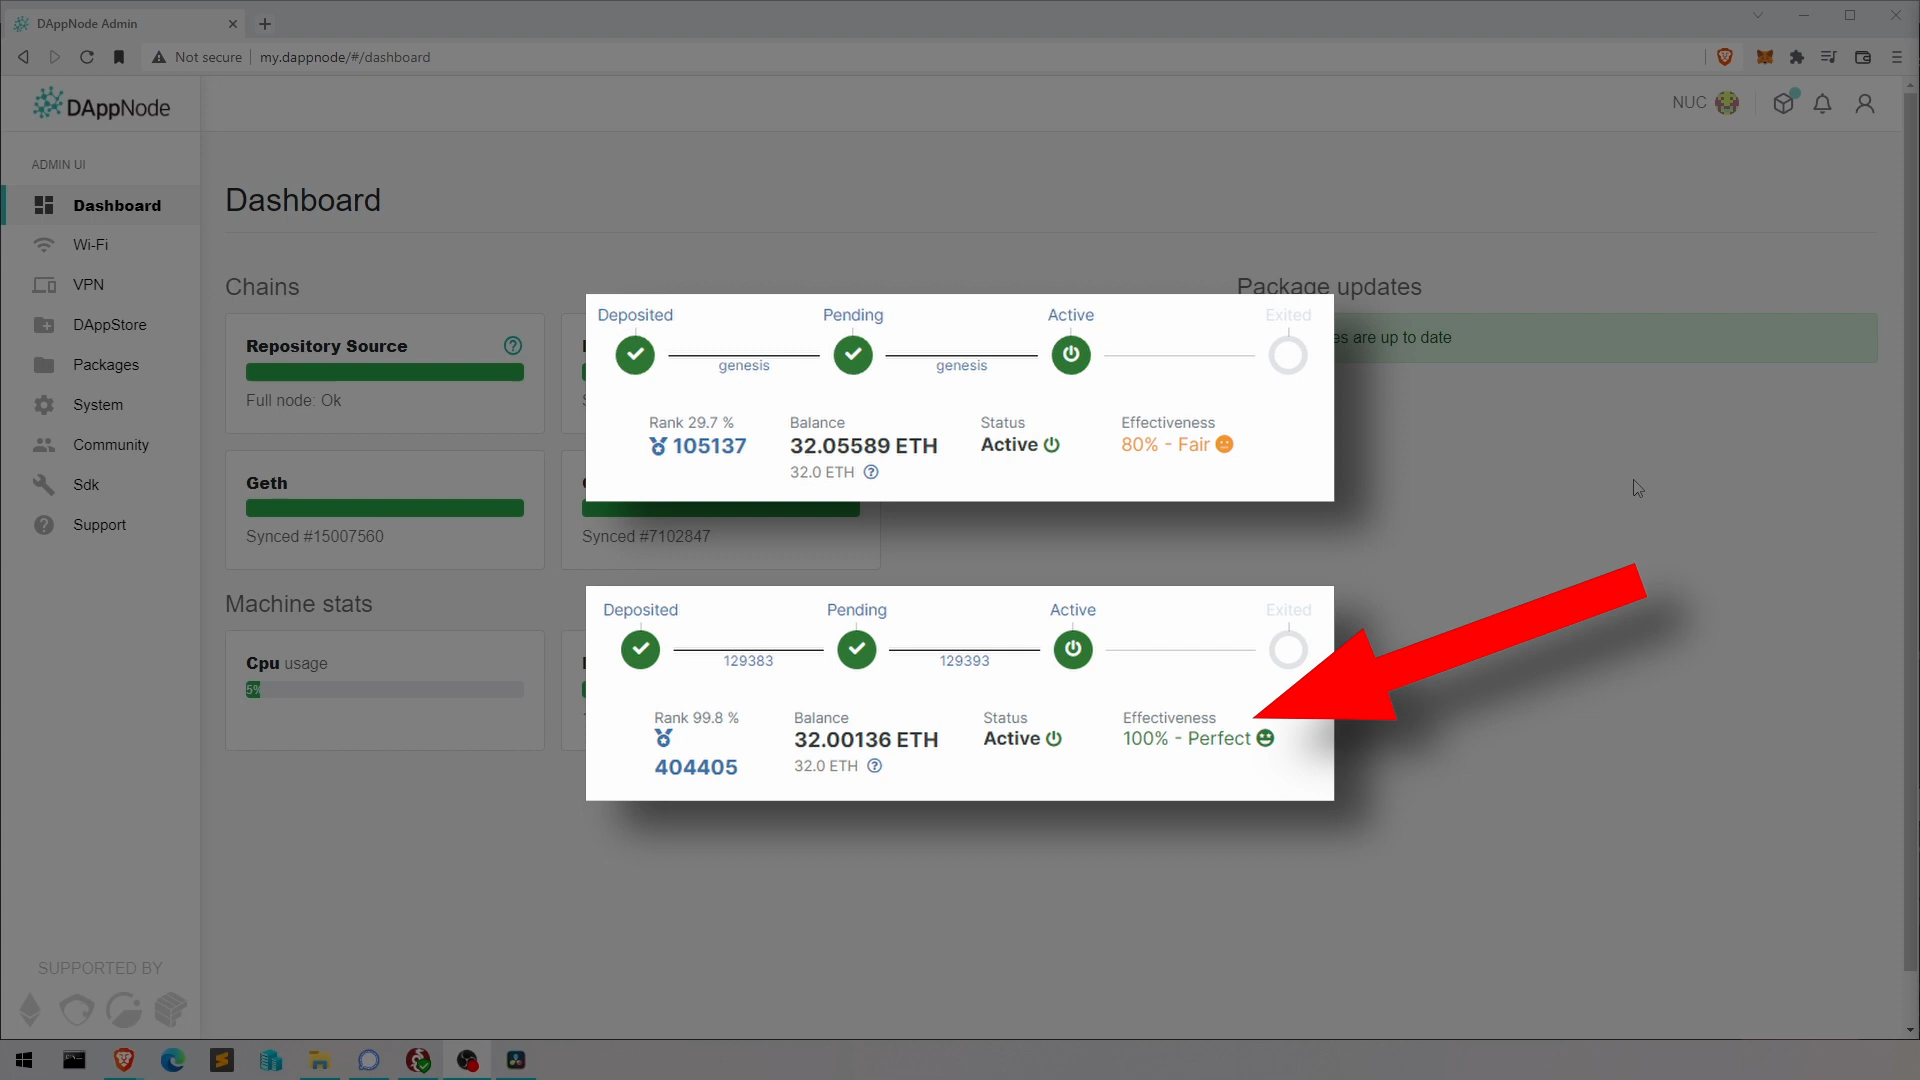 DAppNode Admin
Not secure
my.dappnode/#/dashboard
DAppNode
NUC
ADMIN UI
Dashboard
Wi-Fi
VPN
DAppStore
Packages
System
Community
Sdk
Support
SUPPORTED BY
Dashboard
Chains
Package updates
Repository Source
Full node: Ok
es are up to date
Geth
Synced #15007560
Synced #7102847
Machine stats
Cpu usage
5%
Deposited
Pending
Active
Exited
genesis
genesis
Rank 29.7 %
105137
Balance
32.05589 ETH
32.0 ETH
Status
Active
Effectiveness
80% - Fair
Deposited
Pending
Active
Exited
129383
129393
Rank 99.8 %
404405
Balance
32.00136 ETH
32.0 ETH
Status
Active
Effectiveness
100% - Perfect